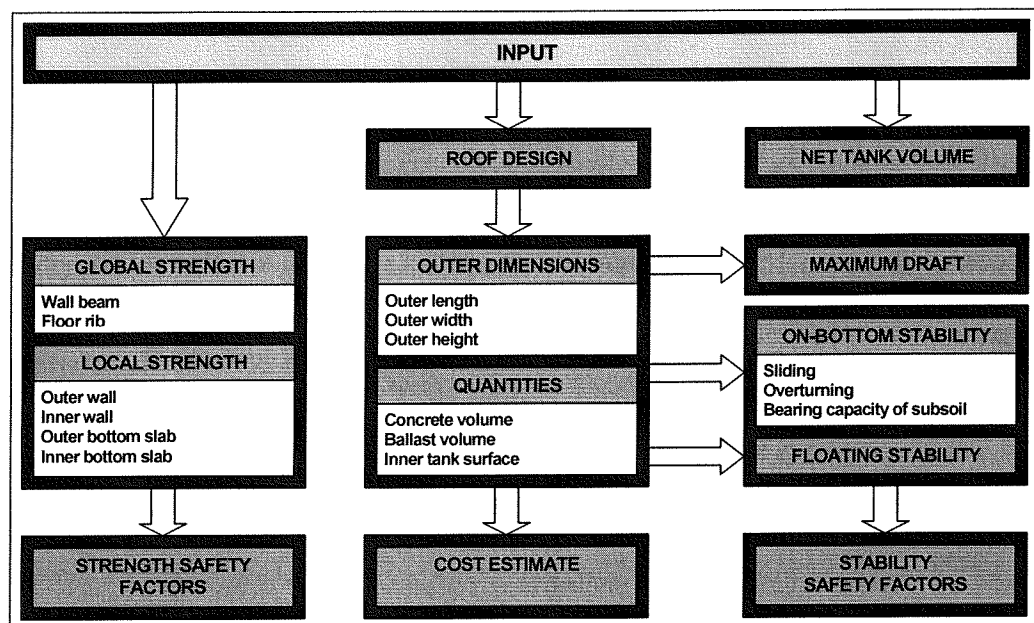 INPUT
ROOF DESIGN
NET TANK VOLUME
GLOBAL STRENGTH
Wall beam
Floor rib
LOCAL STRENGTH
Outer wall
Inner wall
Outer bottom slab
Inner bottom slab
OUTER DIMENSIONS
Outer length
Outer width
Outer height
QUANTITIES
Concrete volume
Ballast volume
Inner tank surface
MAXIMUM DRAFT
ON-BOTTOM STABILITY
Sliding
Overturning
Bearing capacity of subsoil
FLOATING STABILITY
STRENGTH SAFETY
FACTORS
COST ESTIMATE
STABILITY
SAFETY FACTORS